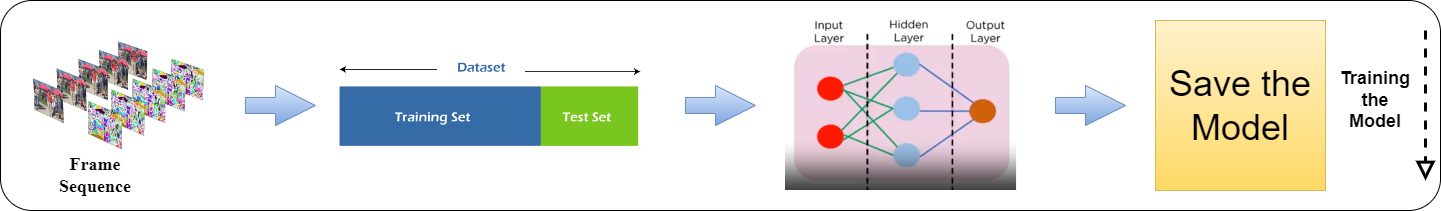 Frame
Sequence
Dataset
Training Set
Test Set
Input
Layer
Hidden
Layer
Output
Layer
Save the
Model
Training
the
Model